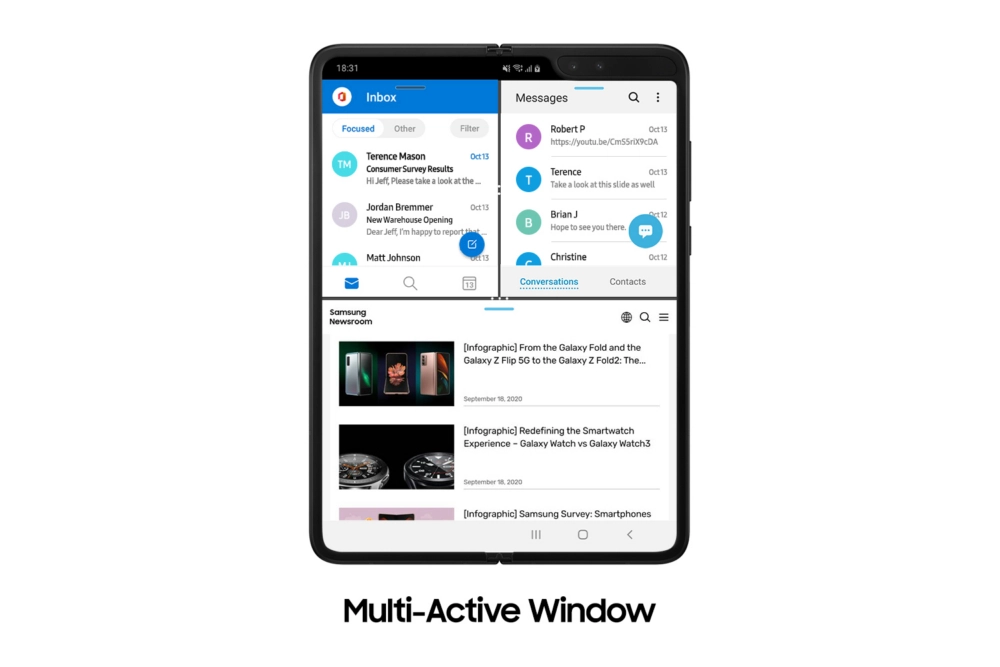 18:31
Inbox
Focused
Other
Filter
TM
Terence Mason
Oct 13
Consumer Survey Results
Hi Jeff, Please take a look at the ...
JB
Jordan Bremmer
Oct 13
New Warehouse Opening
Dear Jeff, I'm happy to report that ...
Matt Johnson
Oct 13
13
Messages
R
Robert P
Oct 13
https://youtu.be/CmS5riX9cDA
T
Terence
Oct 13
Take a look at this slide as well
B
Brian J
Oct 12
Hope to see you there.
C
Christine
Oct 12
Conversations
Contacts
Samsung
Newsroom
[Infographic] From the Galaxy Fold and the
Galaxy Z Flip 5G to the Galaxy Z Fold2: The...
September 18, 2020
[Infographic] Redefining the Smartwatch
Experience – Galaxy Watch vs Galaxy Watch3
September 18, 2020
[Infographic] Samsung Survey: Smartphones
Multi-Active Window